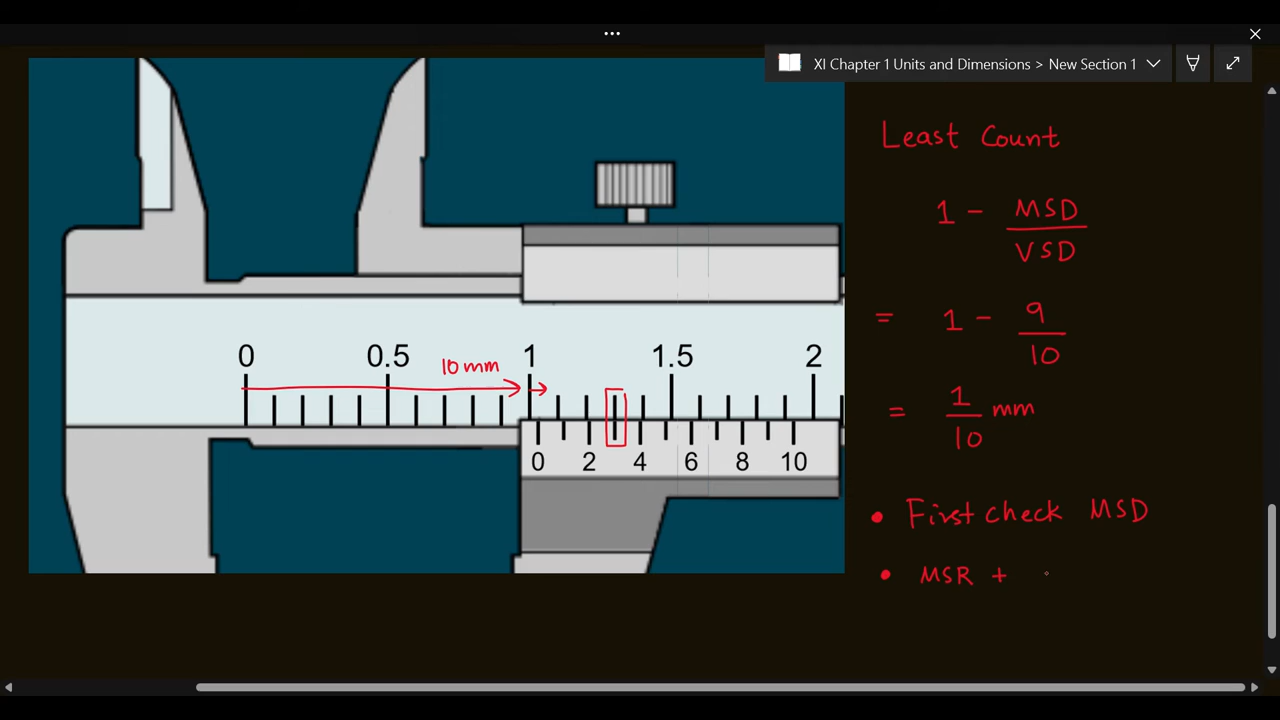 XI Chapter 1 Units and Dimensions > New Section 1
Least Count
1 - MSD
VSD
= 1 - 9
10
= 1 mm
10
• First check MSD
• MSR +
10 mm
0 0.5 1 1.5 2
0 2 4 6 8 10